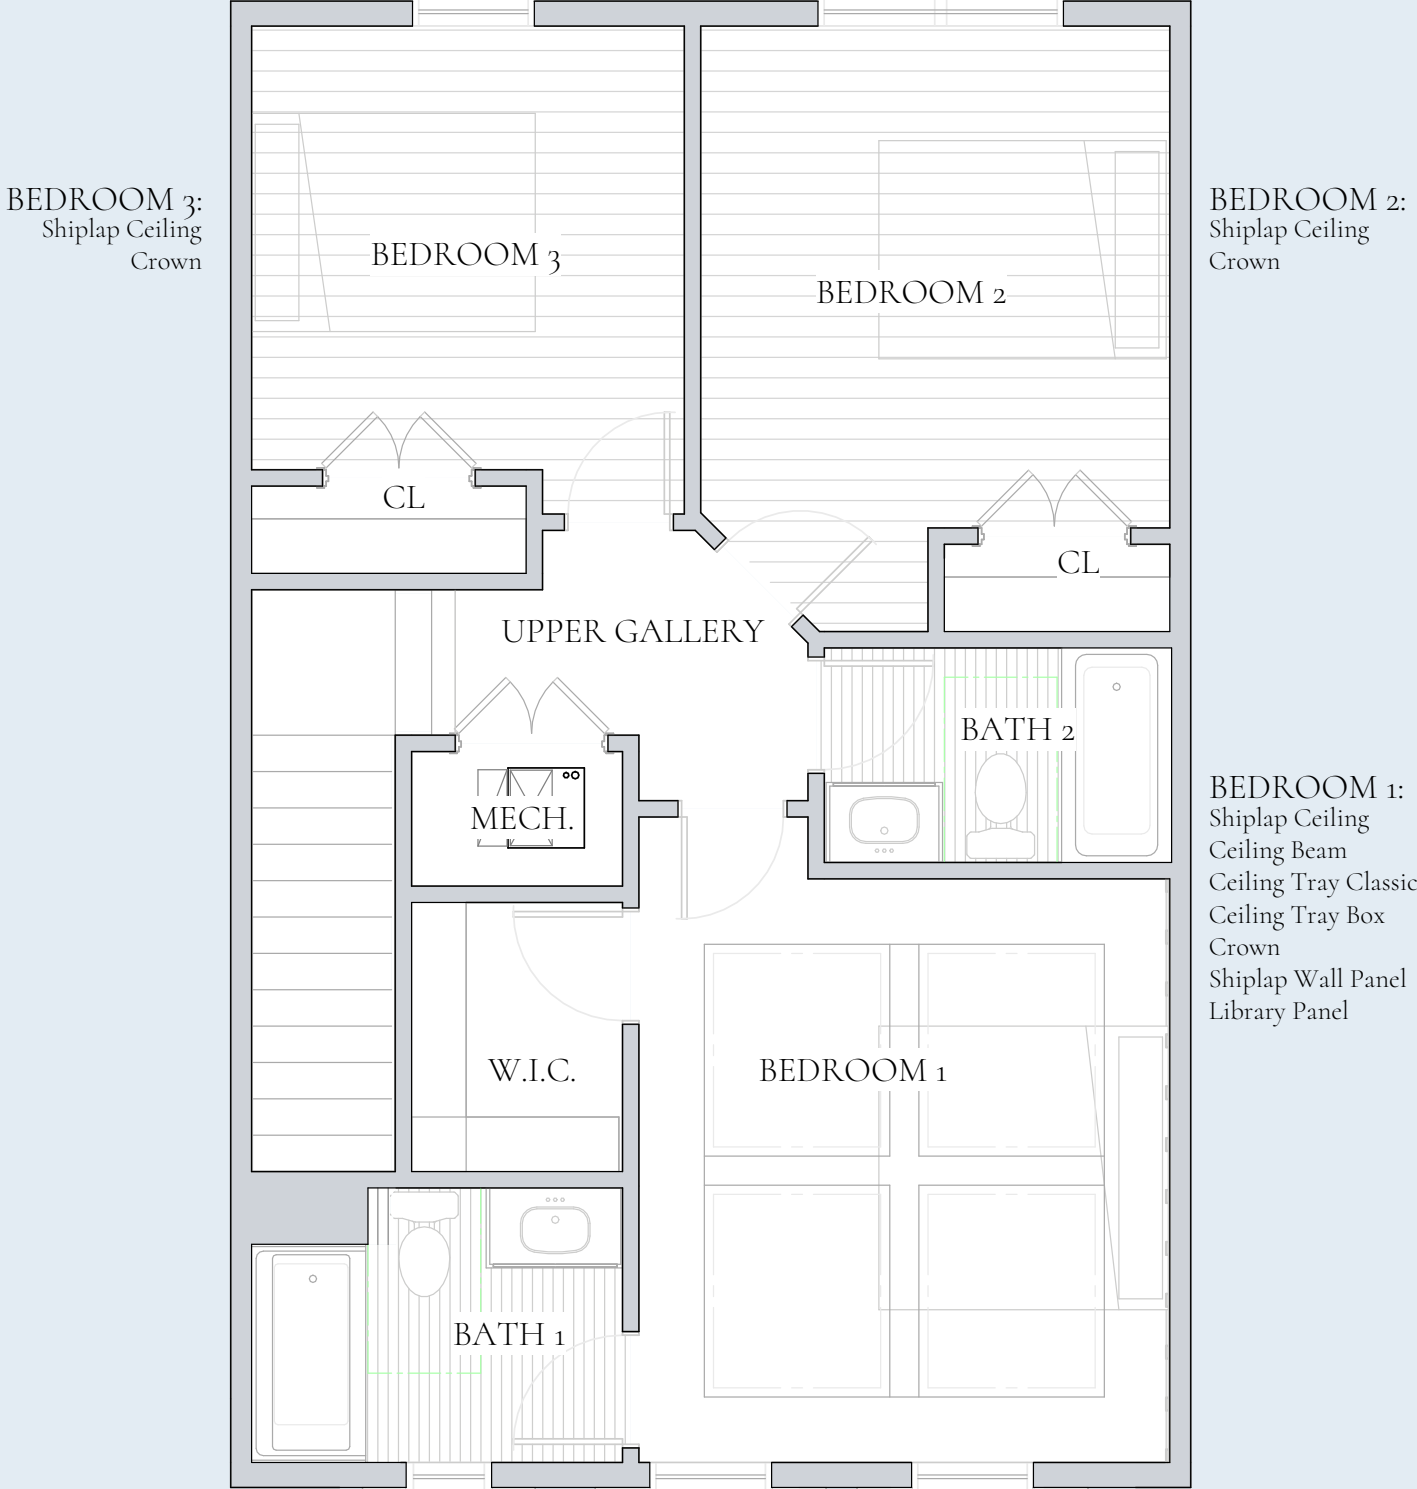 BEDROOM 3:
Shiplap Ceiling
Crown
BEDROOM 3
BEDROOM 2
BEDROOM 2:
Shiplap Ceiling
Crown
CL
CL
UPPER GALLERY
BATH 2
MECH.
BEDROOM 1:
Shiplap Ceiling
Ceiling Beam
Ceiling Tray Classic
Ceiling Tray Box
Crown
Shiplap Wall Panel
Library Panel
W.I.C.
BEDROOM 1
BATH 1